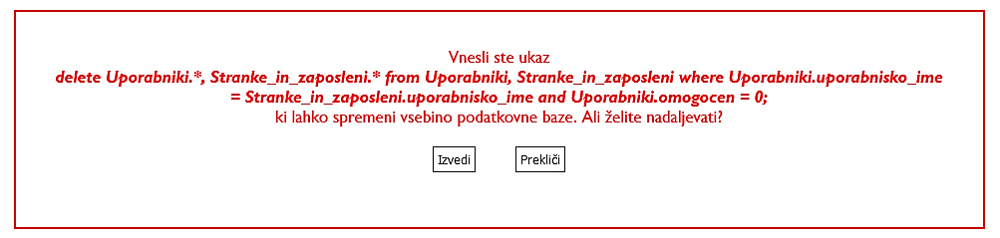 Vnesli ste ukaz
delete Uporabniki.*, Stranke_in_zaposleni.* from Uporabniki, Stranke_in_zaposleni where Uporabniki.uporabnisko_ime
= Stranke_in_zaposleni.uporabnisko_ime and Uporabniki.omogocen = 0;
ki lahko spremeni vsebino podatkovne baze. Ali želite nadaljevati?
Izvedi Prekliči